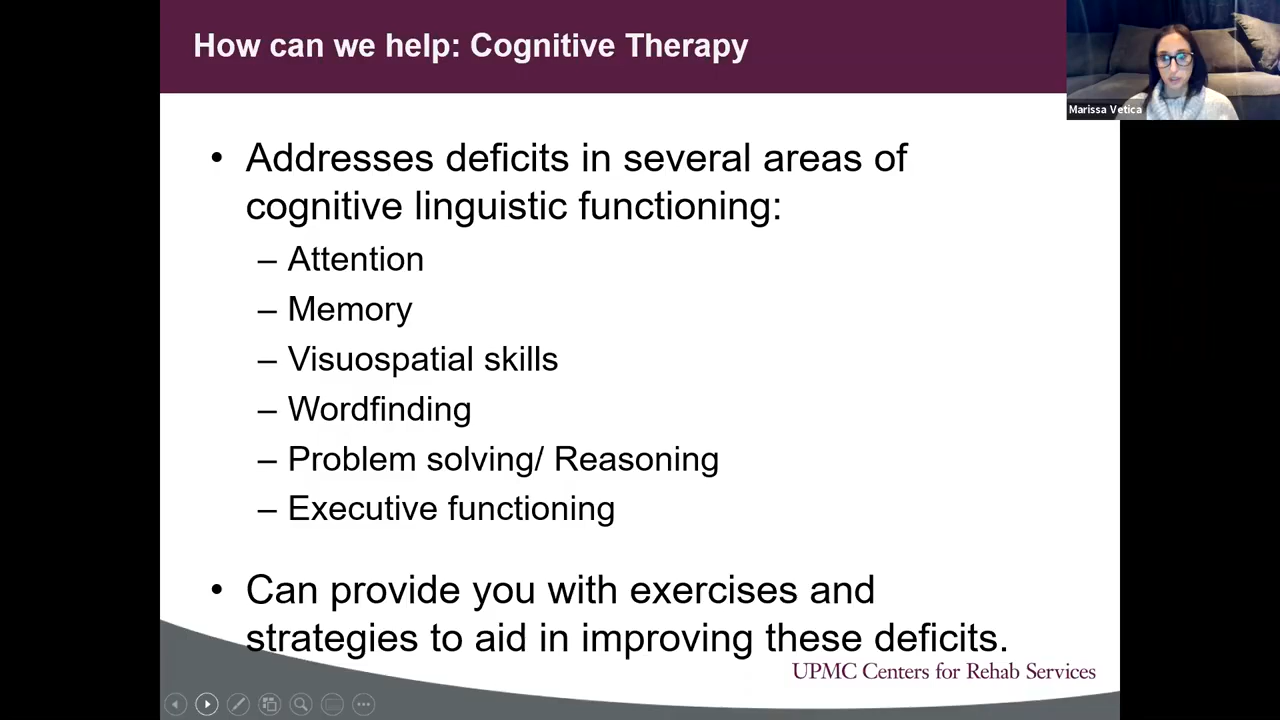 How can we help: Cognitive Therapy
Marissa Vetica
• Addresses deficits in several areas of
cognitive linguistic functioning:
– Attention
– Memory
– Visuospatial skills
– Wordfinding
– Problem solving/ Reasoning
– Executive functioning
• Can provide you with exercises and
strategies to aid in improving these deficits.
UPMC Centers for Rehab Services